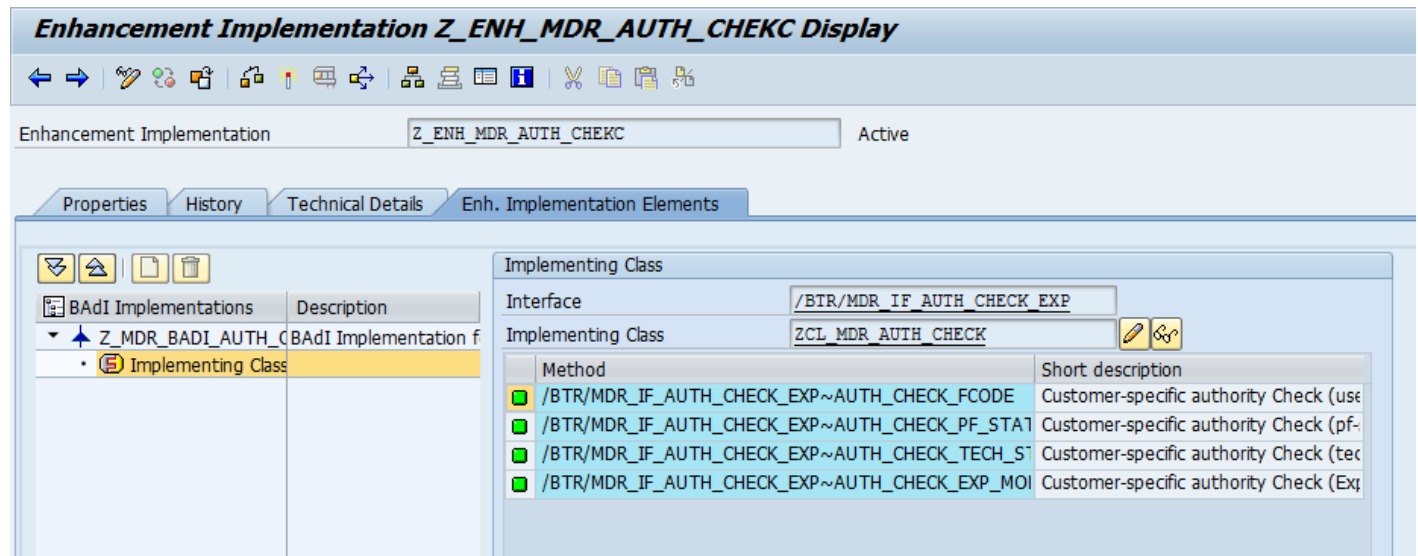 Enhancement Implementation Z_ENH_MDR_AUTH_CHEKC Display
Enhancement Implementation Z_ENH_MDR_AUTH_CHEKC Active
Properties History Technical Details Enh. Implementation Elements
Implementing Class
BAdI Implementations Description
Z_MDR_BADI_AUTH_C BAdI Implementation f
Implementing Class
Interface /BTR/MDR_IF_AUTH_CHECK_EXP
Implementing Class ZCL_MDR_AUTH_CHECK
Method Short description
/BTR/MDR_IF_AUTH_CHECK_EXP~AUTH_CHECK_FCODE Customer-specific authority Check (use
/BTR/MDR_IF_AUTH_CHECK_EXP~AUTH_CHECK_PF_STAT Customer-specific authority Check (pf-
/BTR/MDR_IF_AUTH_CHECK_EXP~AUTH_CHECK_TECH_ST Customer-specific authority Check (tec
/BTR/MDR_IF_AUTH_CHECK_EXP~AUTH_CHECK_EXP_MOI Customer-specific authority Check (Exp